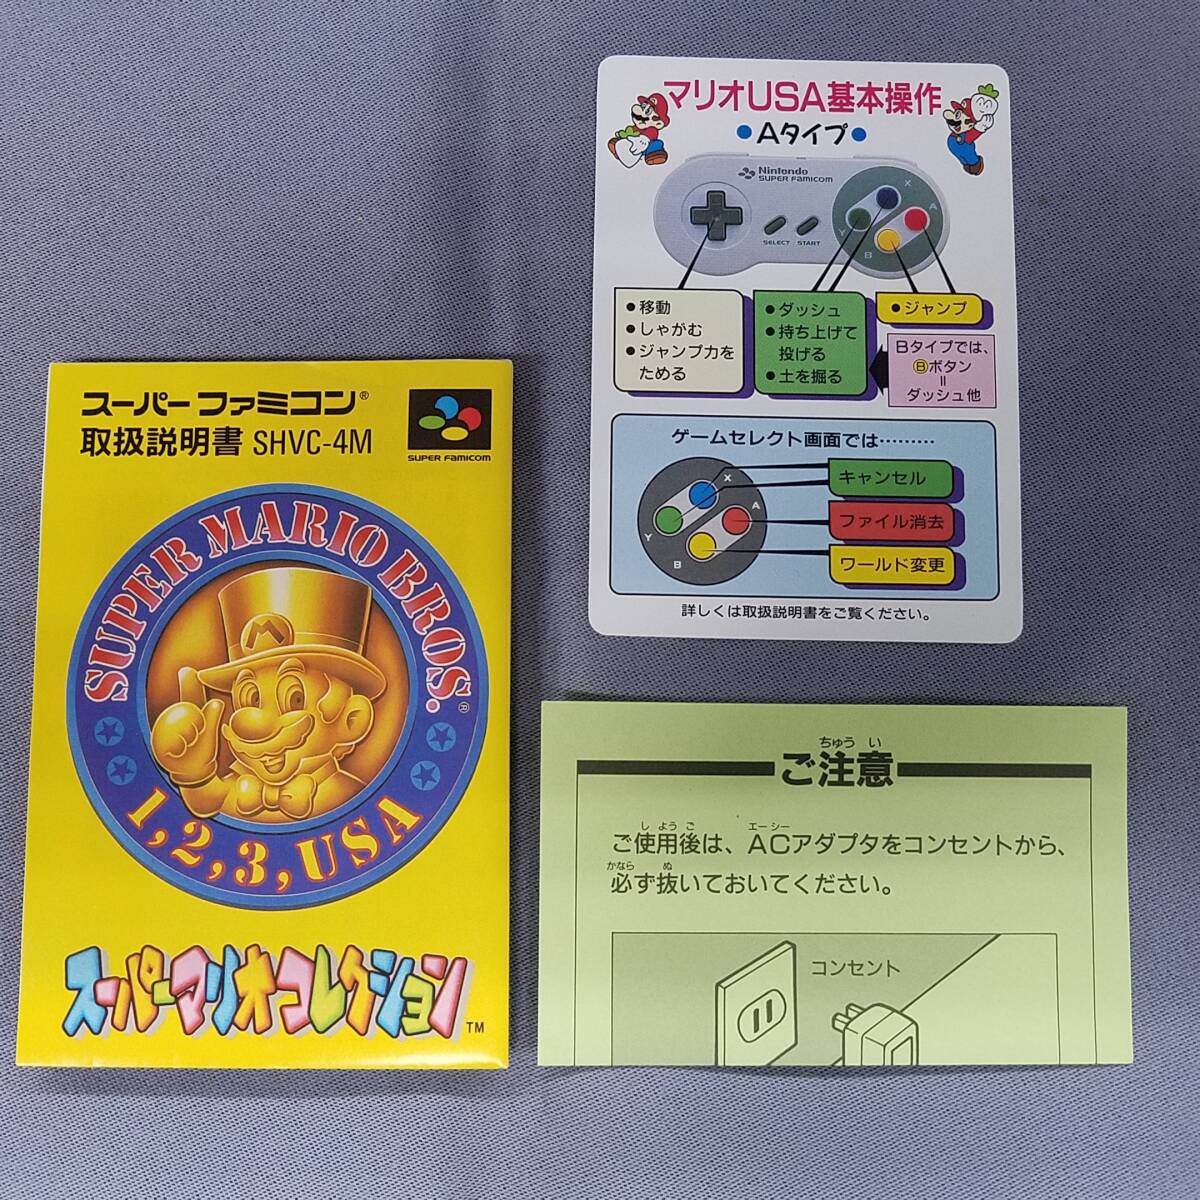 スーパーファミコン®
取扱説明書 SHVC-4M
SUPER FAMICOM
SUPER MARIO BROS.®
1, 2, 3, USA
スーパーマリオコレクション™
マリオUSA基本操作
●Aタイプ●
Nintendo
SUPER FAMICOM
SELECT START
X
A
Y
B
●移動
●しゃがむ
●ジャンプ力を
ためる
●ダッシュ
●持ち上げて
投げる
●土を掘る
●ジャンプ
Bタイプでは、
Ⓑボタン
=
ダッシュ他
ゲームセレクト画面では………
X
A
Y
B
キャンセル
ファイル消去
ワールド変更
詳しくは取扱説明書をご覧ください。
ちゅう い
ご注意
し よう ご エーシー
ご使用後は、ACアダプタをコンセントから、
かなら ぬ
必ず抜いておいてください。
コンセント